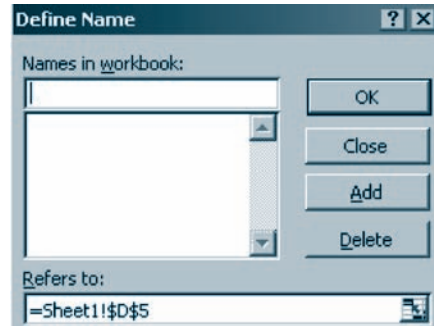 Define Name
Names in workbook:
OK
Close
Add
Delete
Refers to:
=Sheet1!$D$5